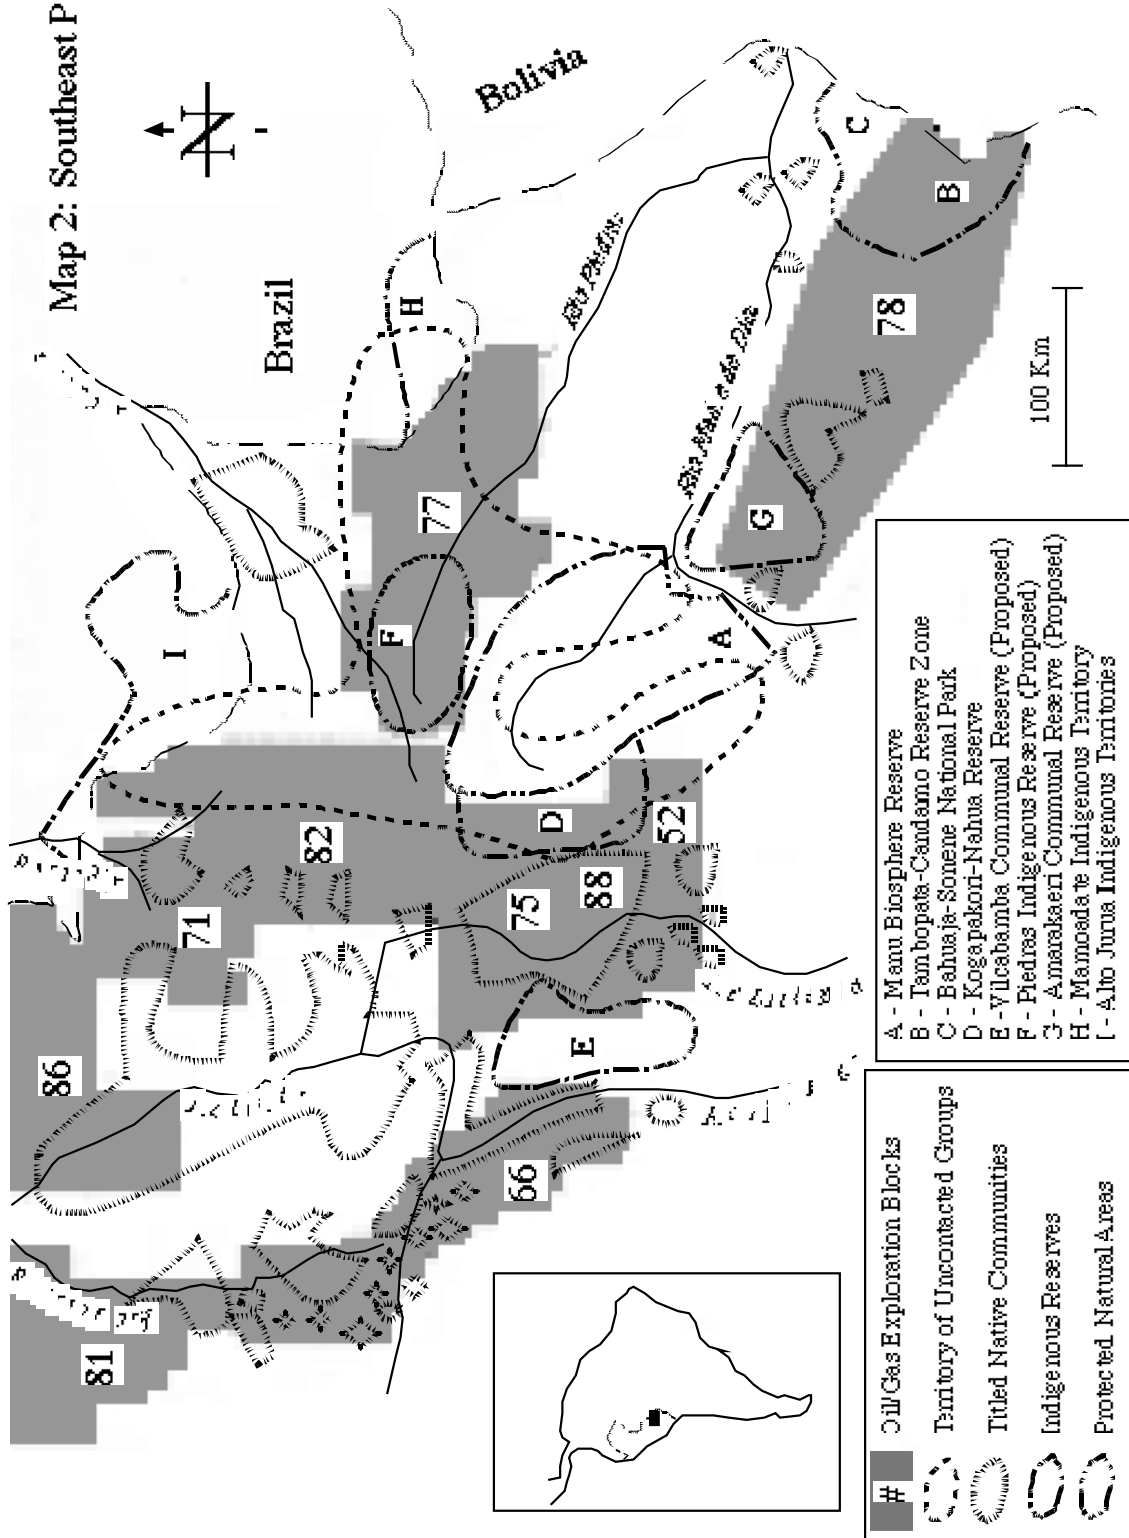 Map 2: Southeast P
N
Brazil
Bolivia
I
H
F
77
C
B
78
G
A
D
82
52
75
88
71
86
E
66
81
100 Km
A - Manu Biosphere Reserve
B - Tambopata-Candamo Reserve Zone
C - Bahuaja-Sonene National Park
D - Kogapakori-Nahua Reserve
E - Vilcabamba Communal Reserve (Proposed)
F - Piedras Indigenous Reserve (Proposed)
G - Amarakaeri Communal Reserve (Proposed)
H - Mamoadate Indigenous Territory
I - Alto Jurua Indigenous Territories
# Oil/Gas Exploration Blocks
Territory of Uncontacted Groups
Titled Native Communities
Indigenous Reserves
Protected Natural Areas